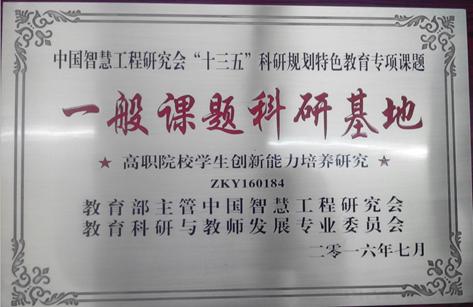 中国智慧工程研究会“十三五”科研规划特色教育专项课题
一般课题科研基地
★ 高职院校学生创新能力培养研究 ★
ZKY160184
教育部主管中国智慧工程研究会
教育科研与教师发展专业委员会
二零一六年七月